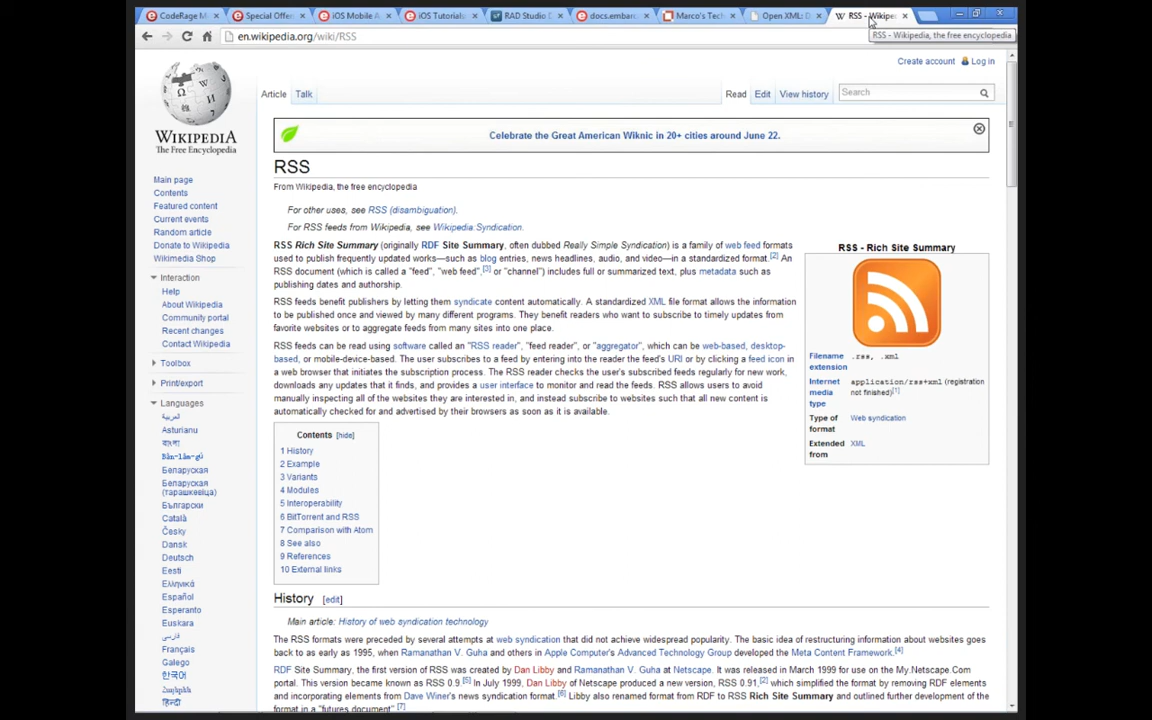 CodeRage M
Special Offer
iOS Mobile A
iOS Tutorials
RAD Studio D
docs.embarc
Marco's Tech
Open XML: D
RSS - Wikipe
en.wikipedia.org/wiki/RSS
RSS - Wikipedia, the free encyclopedia
Create account Log in
WIKIPEDIA
The Free Encyclopedia
Article Talk
Read Edit View history
Search
Celebrate the Great American Wiknic in 20+ cities around June 22.
Main page
Contents
Featured content
Current events
Random article
Donate to Wikipedia
Wikimedia Shop
Interaction
Help
About Wikipedia
Community portal
Recent changes
Contact Wikipedia
Toolbox
Print/export
Languages
العربية
Asturianu
বাংলা
Bân-lâm-gú
Беларуская
Беларуская
(тарашкевіца)
Български
Català
Česky
Dansk
Deutsch
Eesti
Ελληνικά
Español
Esperanto
Euskara
فارسی
Français
Galego
한국어
Հայերեն
हिन्दी
RSS
From Wikipedia, the free encyclopedia
For other uses, see RSS (disambiguation).
For RSS feeds from Wikipedia, see Wikipedia:Syndication.
RSS Rich Site Summary (originally RDF Site Summary, often dubbed Really Simple Syndication) is a family of web feed formats
used to publish frequently updated works—such as blog entries, news headlines, audio, and video—in a standardized format.[2] An
RSS document (which is called a "feed", "web feed",[3] or "channel") includes full or summarized text, plus metadata such as
publishing dates and authorship.
RSS feeds benefit publishers by letting them syndicate content automatically. A standardized XML file format allows the information
to be published once and viewed by many different programs. They benefit readers who want to subscribe to timely updates from
favorite websites or to aggregate feeds from many sites into one place.
RSS feeds can be read using software called an "RSS reader", "feed reader", or "aggregator", which can be web-based, desktop-
based, or mobile-device-based. The user subscribes to a feed by entering into the reader the feed's URI or by clicking a feed icon in
a web browser that initiates the subscription process. The RSS reader checks the user's subscribed feeds regularly for new work,
downloads any updates that it finds, and provides a user interface to monitor and read the feeds. RSS allows users to avoid
manually inspecting all of the websites they are interested in, and instead subscribe to websites such that all new content is
automatically checked for and advertised by their browsers as soon as it is available.
RSS - Rich Site Summary
Filename extension .rss, .xml
Internet media type application/rss+xml (registration not finished)[1]
Type of format Web syndication
Extended from XML
Contents [hide]
1 History
2 Example
3 Variants
4 Modules
5 Interoperability
6 BitTorrent and RSS
7 Comparison with Atom
8 See also
9 References
10 External links
History [edit]
Main article: History of web syndication technology
The RSS formats were preceded by several attempts at web syndication that did not achieve widespread popularity. The basic idea of restructuring information about websites goes
back to as early as 1995, when Ramanathan V. Guha and others in Apple Computer's Advanced Technology Group developed the Meta Content Framework.[4]
RDF Site Summary, the first version of RSS was created by Dan Libby and Ramanathan V. Guha at Netscape. It was released in March 1999 for use on the My.Netscape.Com
portal. This version became known as RSS 0.9.[5] In July 1999, Dan Libby of Netscape produced a new version, RSS 0.91,[2] which simplified the format by removing RDF elements
and incorporating elements from Dave Winer's news syndication format.[6] Libby also renamed format from RDF to RSS Rich Site Summary and outlined further development of the
format in a "futures document".[7]